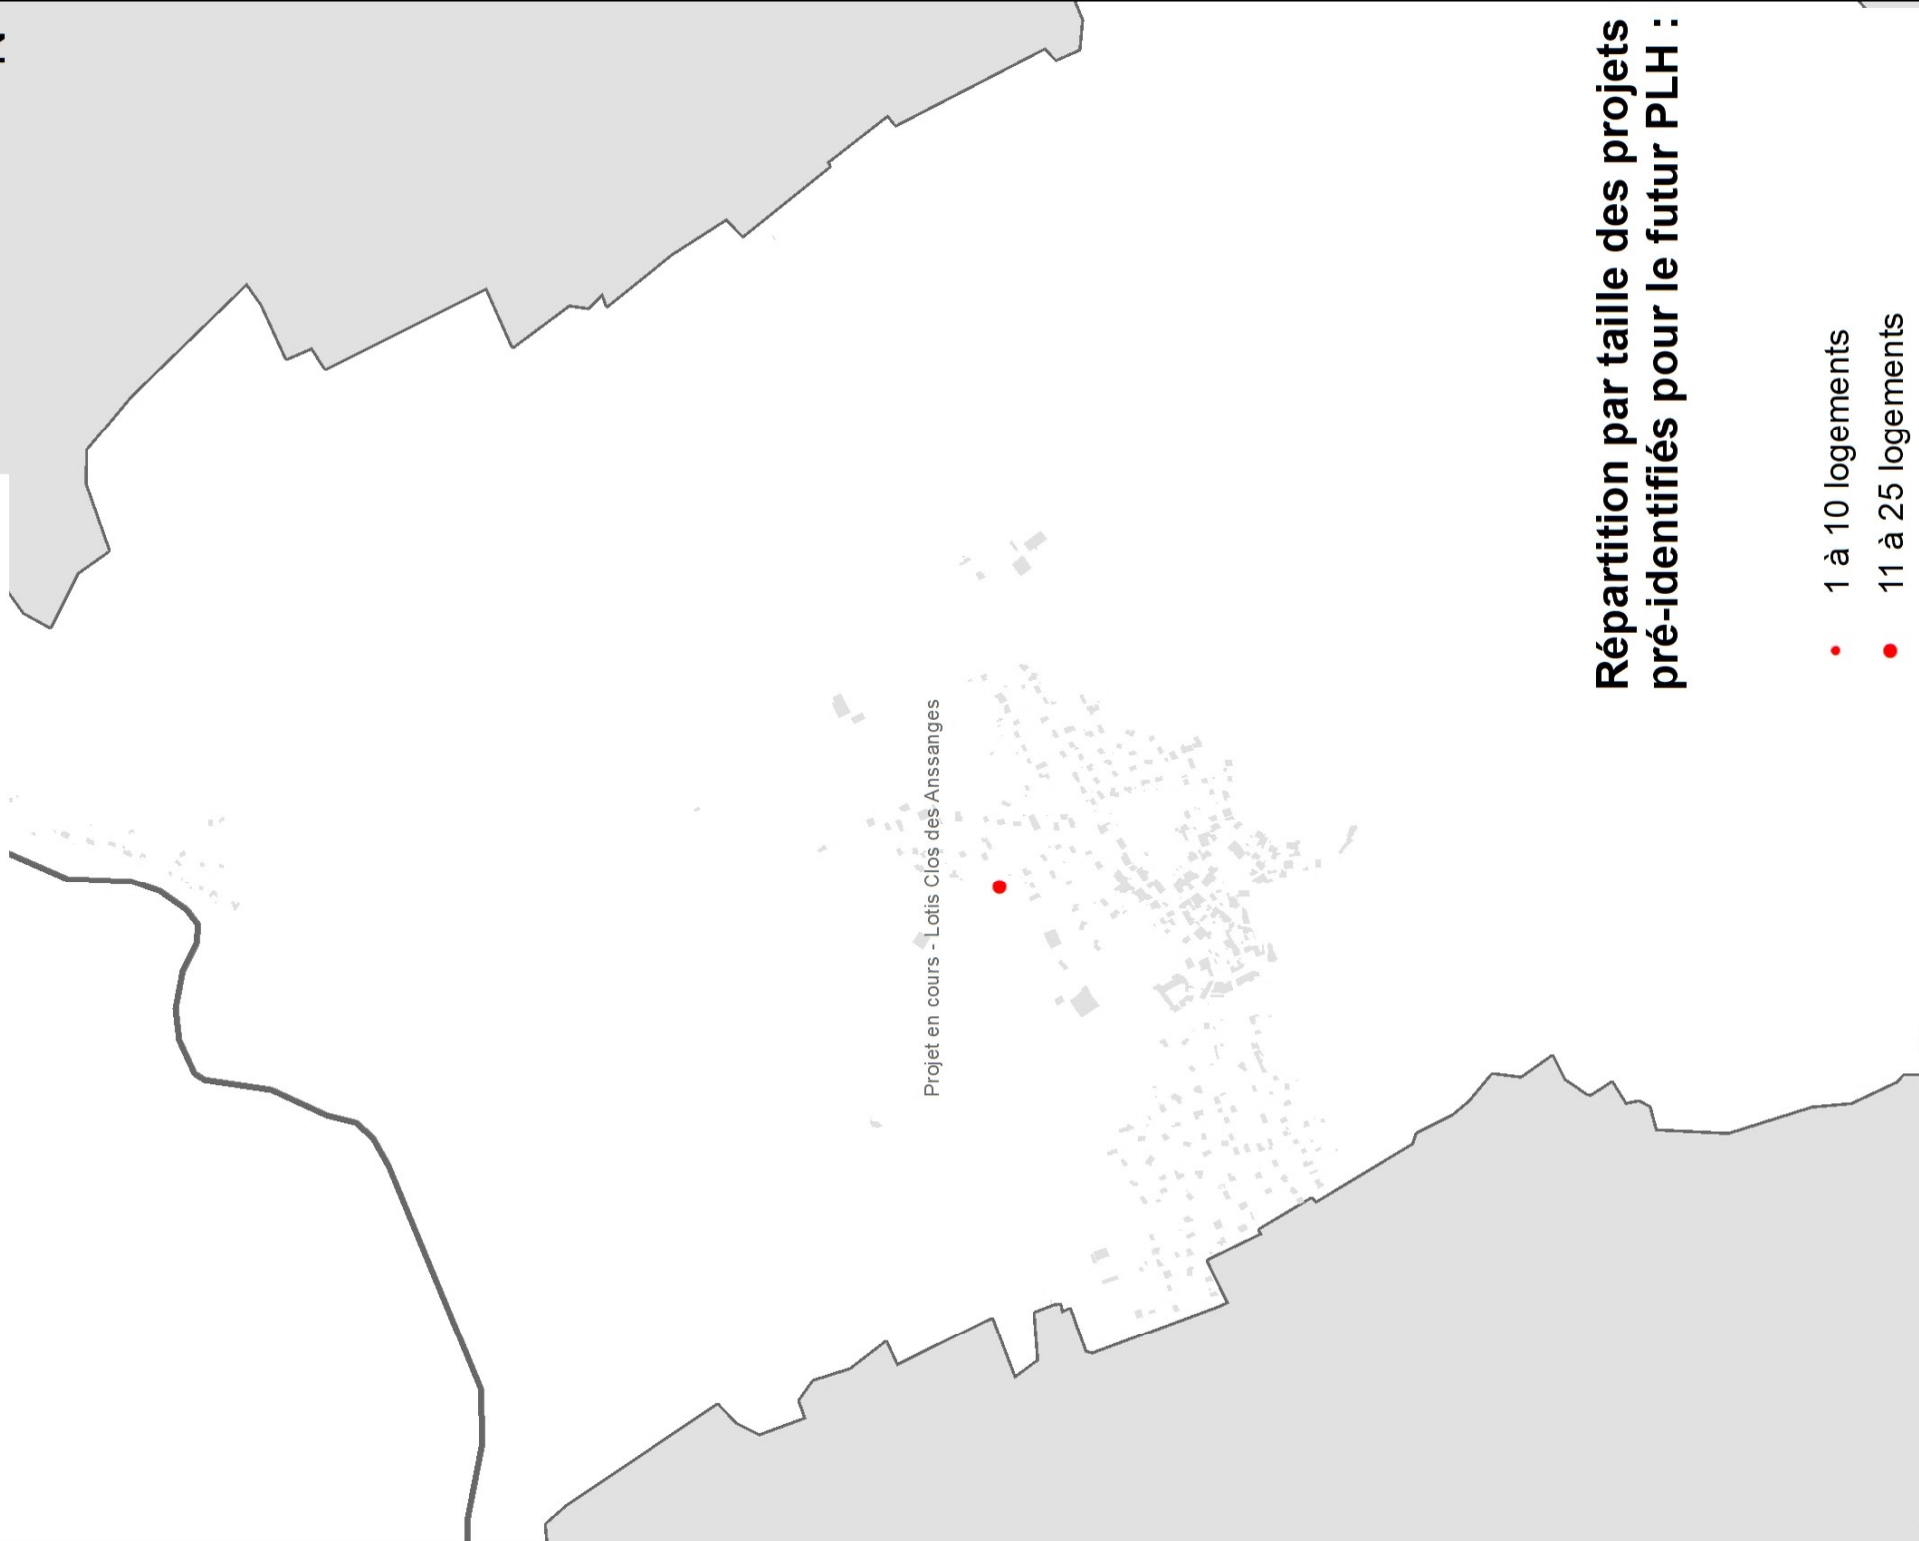 Projet en cours - Lotis Clos des Anssanges
Répartition par taille des projets
pré-identifiés pour le futur PLH :
1 à 10 logements
11 à 25 logements